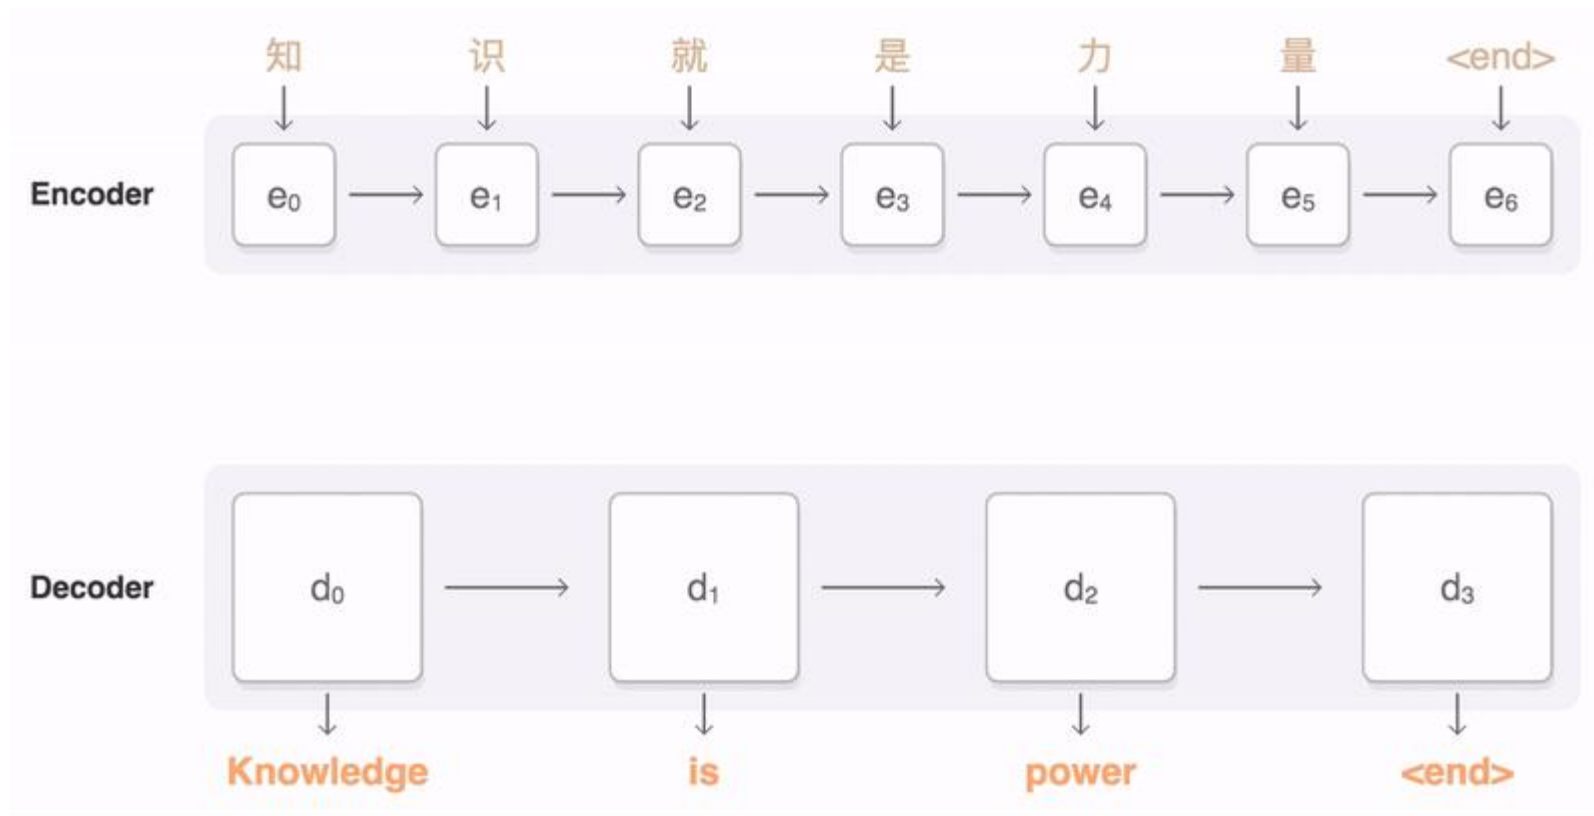 知 识 就 是 力 量 <end>
Encoder e₀ e₁ e₂ e₃ e₄ e₅ e₆
Decoder d₀ d₁ d₂ d₃
Knowledge is power <end>